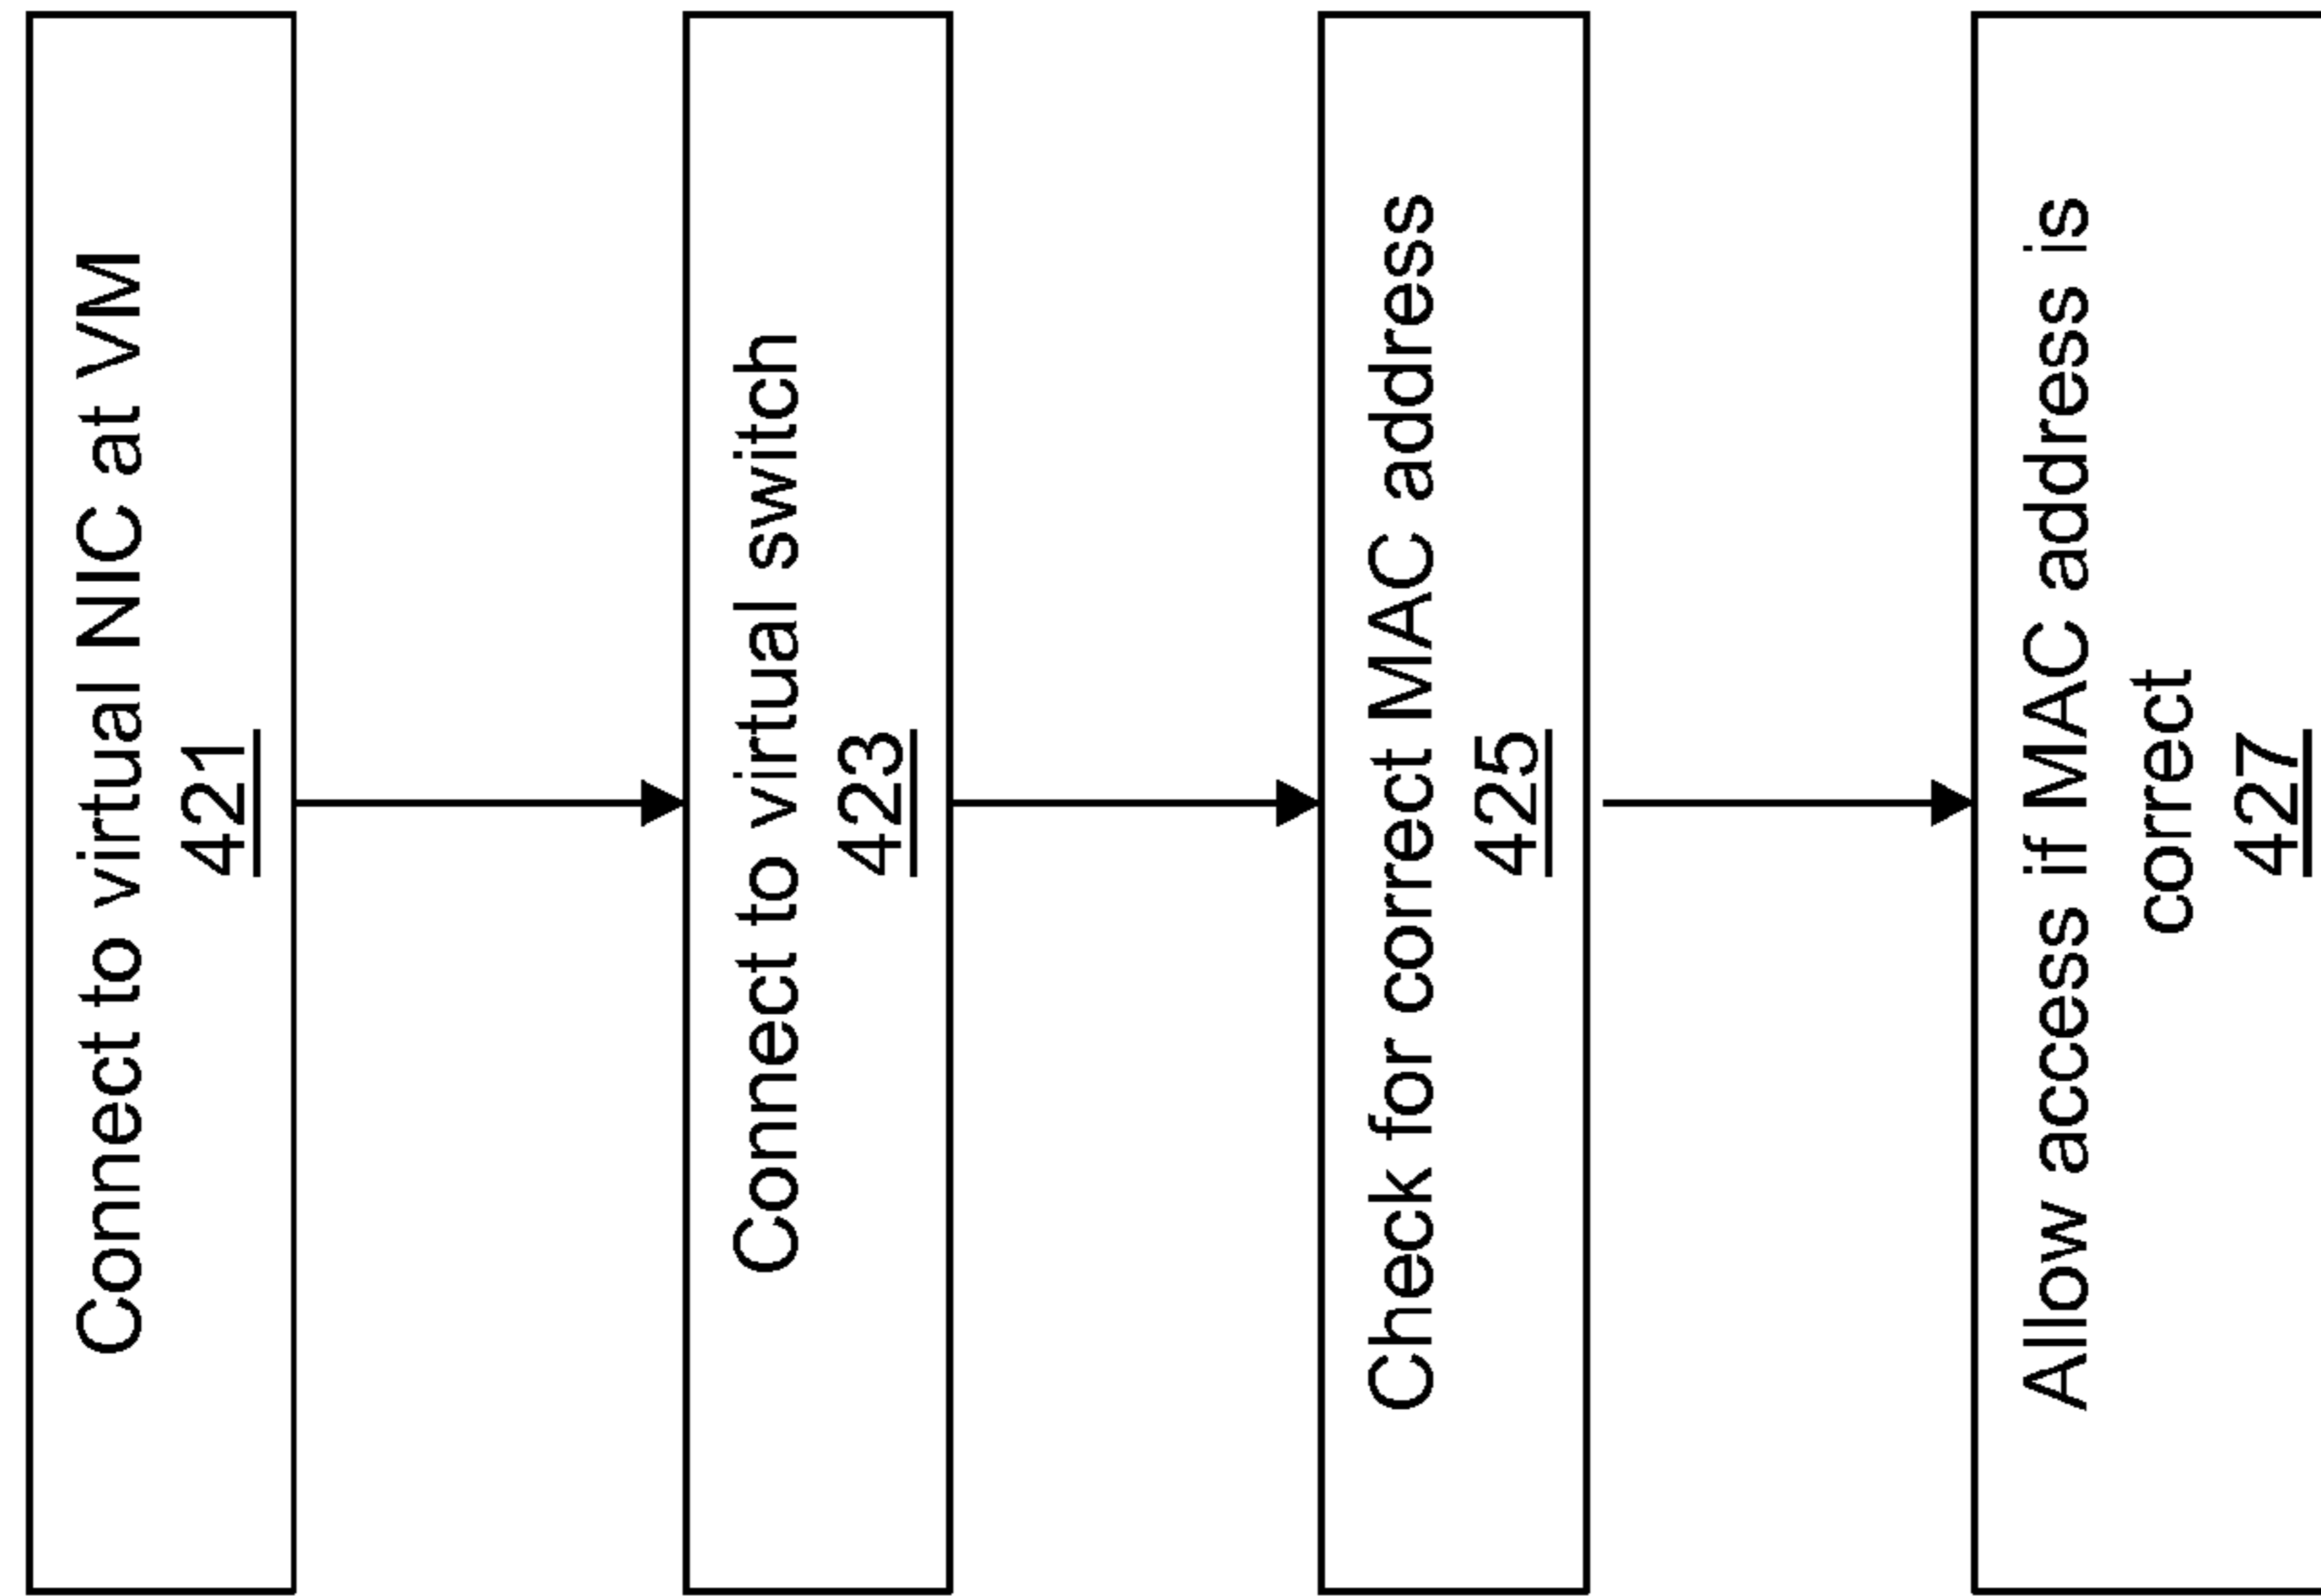 Connect to virtual NIC at VM
421
Connect to virtual switch
423
Check for correct MAC address
425
Allow access if MAC address is
correct
427